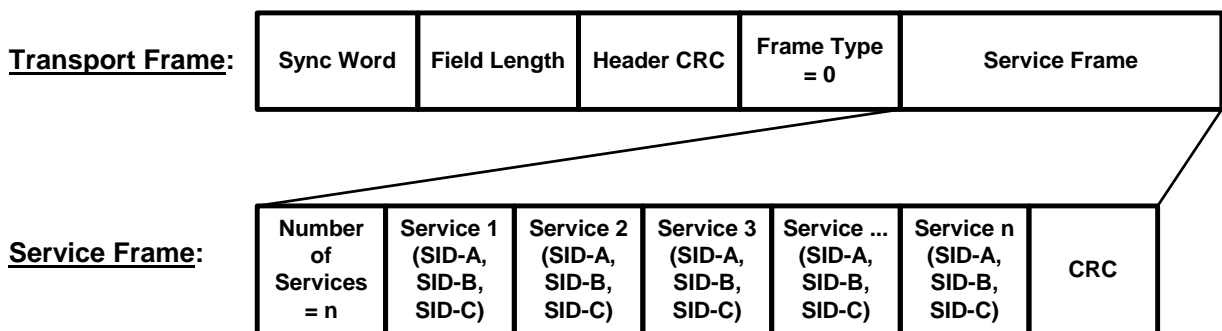 Transport Frame:
Sync Word
Field Length
Header CRC
Frame Type
= 0
Service Frame
Service Frame:
Number
of
Services
= n
Service 1
(SID-A,
SID-B,
SID-C)
Service 2
(SID-A,
SID-B,
SID-C)
Service 3
(SID-A,
SID-B,
SID-C)
Service ...
(SID-A,
SID-B,
SID-C)
Service n
(SID-A,
SID-B,
SID-C)
CRC